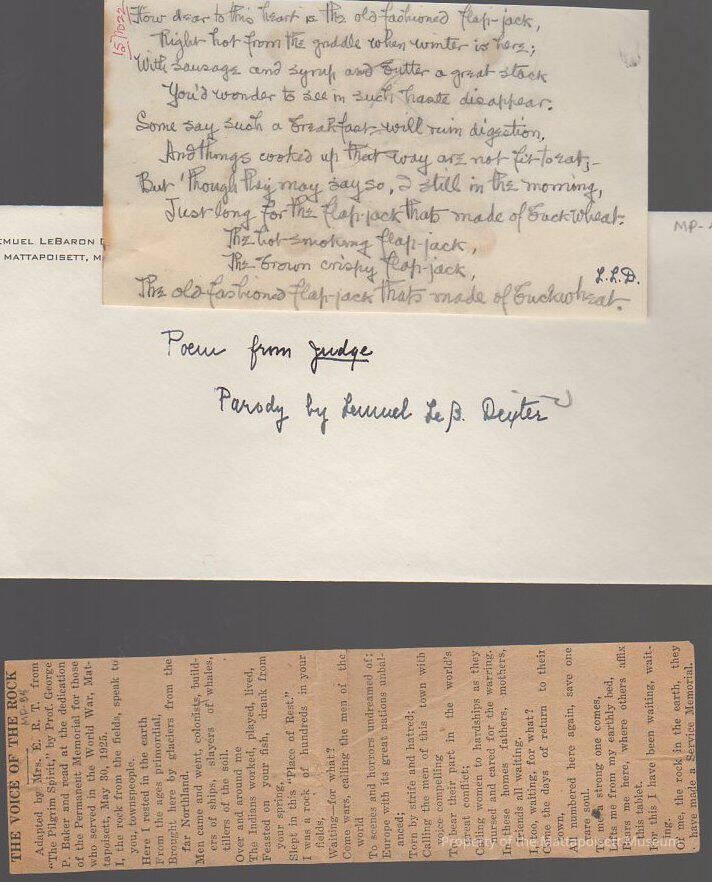 157022
How dear to this heart is the old fashioned flap-jack,
Right hot from the griddle when winter is here;
With sausage and syrup and butter a great stack
You'd wonder to see in such haste disappear.
Some say such a breakfast will ruin digestion,
And things cooked up that way are not fit to eat;-
But 'though they may say so, I still in the morning,
Just long for the flap-jack thats made of buckwheat.
The hot smoking flap-jack,
The brown crispy flap-jack,
L.L.D.
The old fashioned flap-jack thats made of buckwheat.
EMUEL LEBARON D
MATTAPOISETT, M
MP-
Poem from Judge
Parody by Lemuel Le B. Dexter
THE VOICE OF THE ROCK
Adapted by Mrs. E. R. T. from
"The Pilgrim Spirit," by Prof. George
P. Baker and read at the dedication
of the Permanent Memorial for those
who served in the World War, Mat-
tapoisett, May 30, 1925.
I, the rock from the fields, speak to
you, townspeople.
Here I rested in the earth
From the ages primordial,
Brought here by glaciers from the
far Northland.
Men came and went, colonists, build-
ers of ships, slayers of whales,
tillers of the soil
Over and around me
The Indians worked, played, lived,
Feasted on your fish, drank from
your spring,
Slept in this "Place of Rest."
I was a rock of hundreds in your
fields,
Waiting—for what?
Come wars, calling the men of the
world
To scenes and horrors undreamed of;
Europe with its great nations unbal-
anced;
Torn by strife and hatred;
Calling the men of this town with
voice compelling
To bear their part in the world's
great conflict;
Calling women to hardships as they
nursed and cared for the warring.
In these homes fathers, mothers,
friends all waiting,
I, too, waiting, for what?
Came the days of return to their
town,
All numbered here again, save one
rare soul.
To me a strong one comes,
Lifts me from my earthly bed,
Bears me here, where others affix
this tablet.
For this I have been waiting, wait-
ing.
Of me, the rock in the earth, they
have made a Service Memorial.
Property of the Mattapoisett Museum